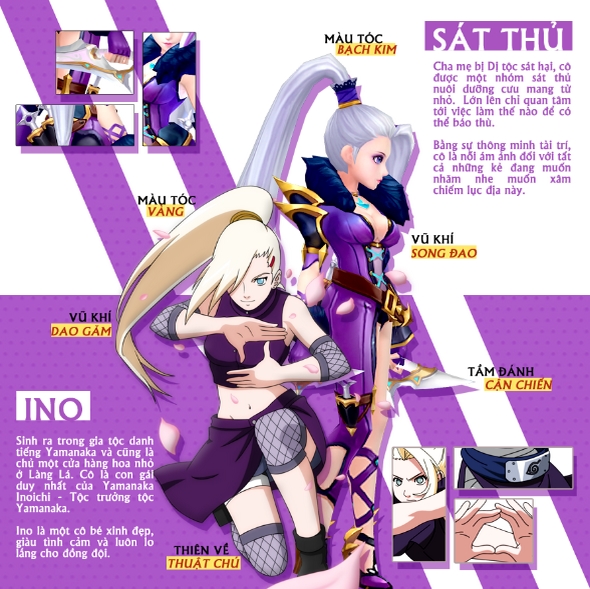 MÀU TÓC
BẠCH KIM
SÁT THỦ
Cha mẹ bị Dị tộc sát hại, cô
được một nhóm sát thủ
nuôi dưỡng cưu mang từ
nhỏ. Lớn lên chỉ quan tâm
tới việc làm thế nào để có
thể báo thù.
Bằng sự thông minh tài trí,
cô là nỗi ám ảnh đối với tất
cả những kẻ đang muốn
nhăm nhe muốn xâm
chiếm lục địa này.
MÀU TÓC
VÀNG
VŨ KHÍ
SONG ĐAO
VŨ KHÍ
DAO GĂM
TẦM ĐÁNH
CẬN CHIẾN
INO
Sinh ra trong gia tộc danh
tiếng Yamanaka và cũng là
chủ một cửa hàng hoa nhỏ
ở Làng Lá. Cô là con gái
duy nhất của Yamanaka
Inoichi - Tộc trưởng tộc
Yamanaka.
Ino là một cô bé xinh đẹp,
giàu tình cảm và luôn lo
lắng cho đồng đội.
THIÊN VỀ
THUẬT CHÚ